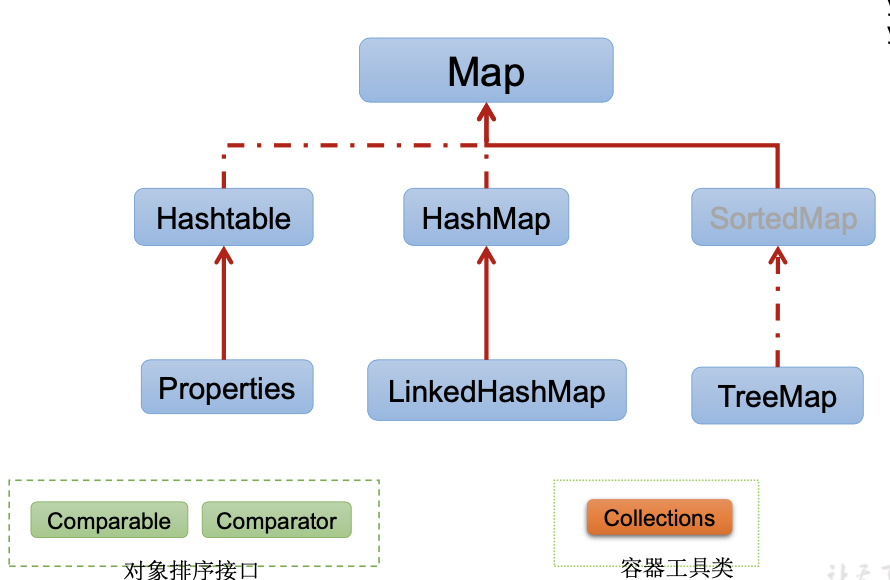 Map
Hashtable
HashMap
SortedMap
Properties
LinkedHashMap
TreeMap
Comparable
Comparator
Collections
对象排序接口
容器工具类